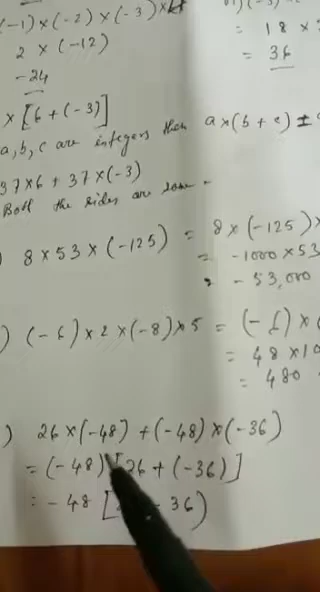 (-1)×(-2)×(-3)×
2 × (-12)
-24
= 18 ×
= 36
× [6 + (-3)]
a, b, c are integers then a×(b+c) =
37×6 + 37×(-3)
Both the sides are same.
8 × 53 × (-125) = 8 × (-125) ×
= -1000 × 53
= -53,000
) (-6)×2×(-8)×5 = (-6) ×
= 48 × 10
= 480
) 26×(-48) + (-48)×(-36)
= (-48) [26 + (-36)]
= -48 [ - 36)